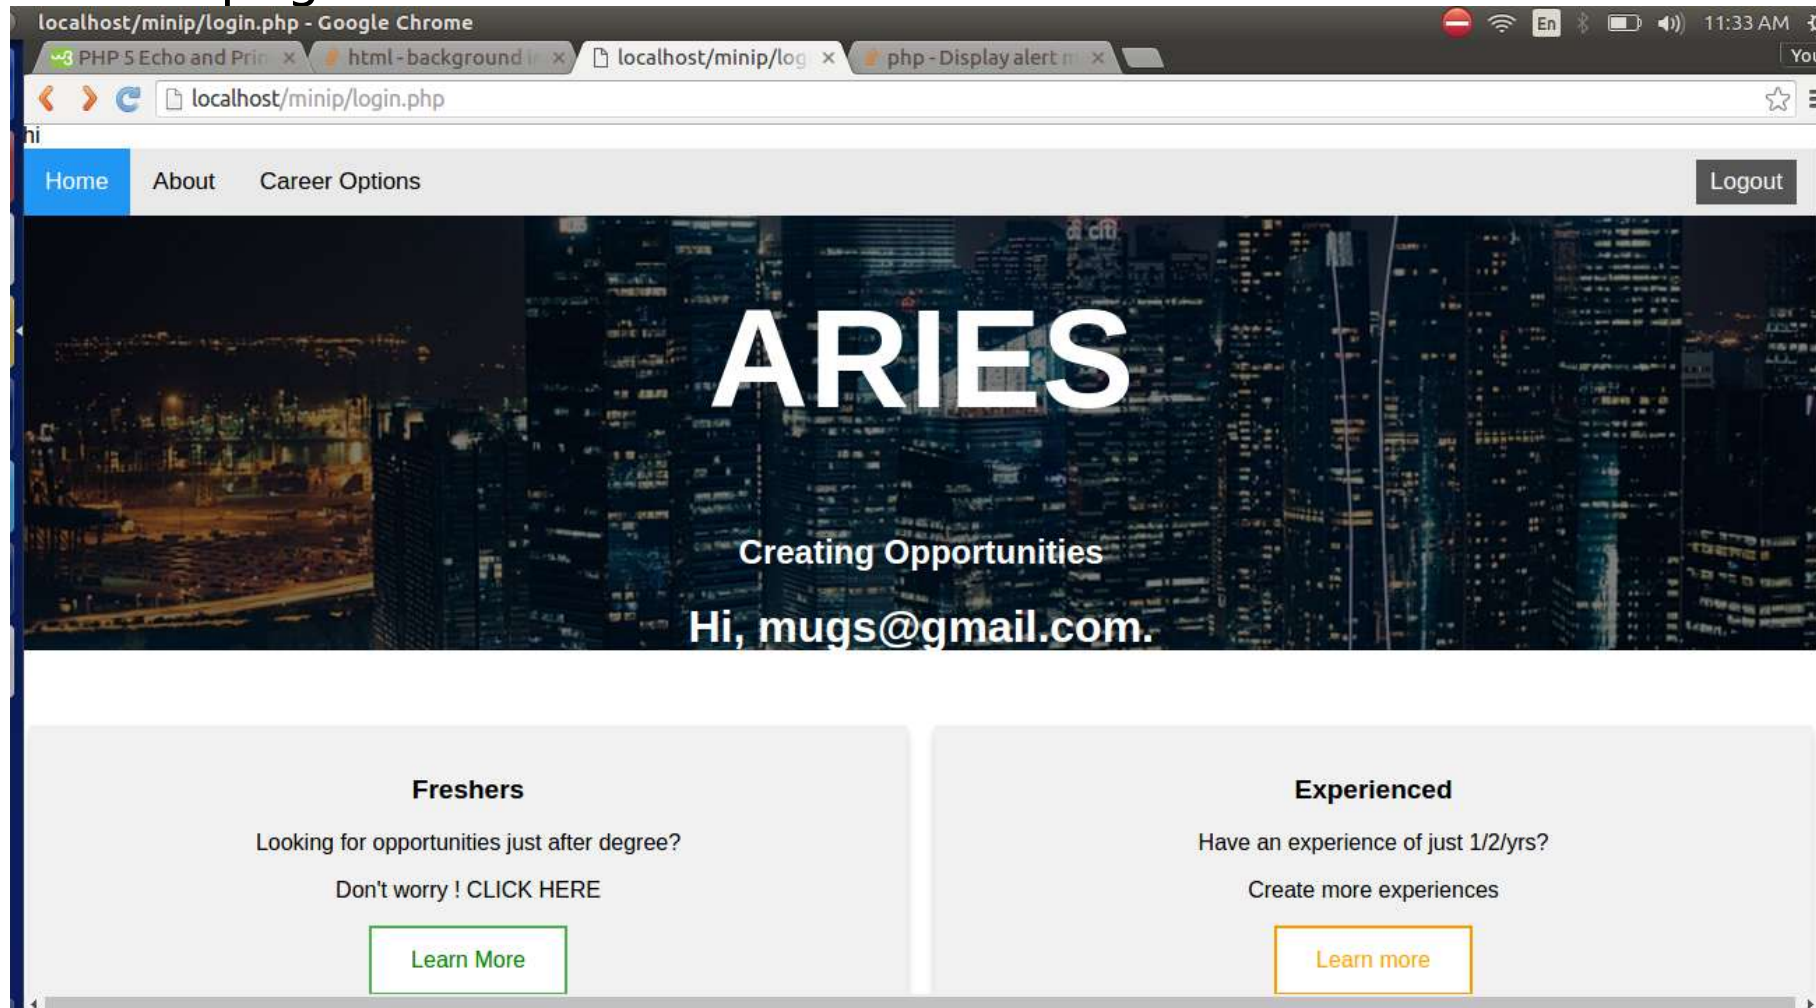 localhost/minip/login.php - Google Chrome
En 11:33 AM
PHP 5 Echo and Prin
html - background i
localhost/minip/log
php - Display alert m
You
localhost/minip/login.php
hi
Home About Career Options Logout
citi
ARIES
Creating Opportunities
Hi, mugs@gmail.com.
Freshers
Looking for opportunities just after degree?
Don't worry ! CLICK HERE
Learn More
Experienced
Have an experience of just 1/2/yrs?
Create more experiences
Learn more